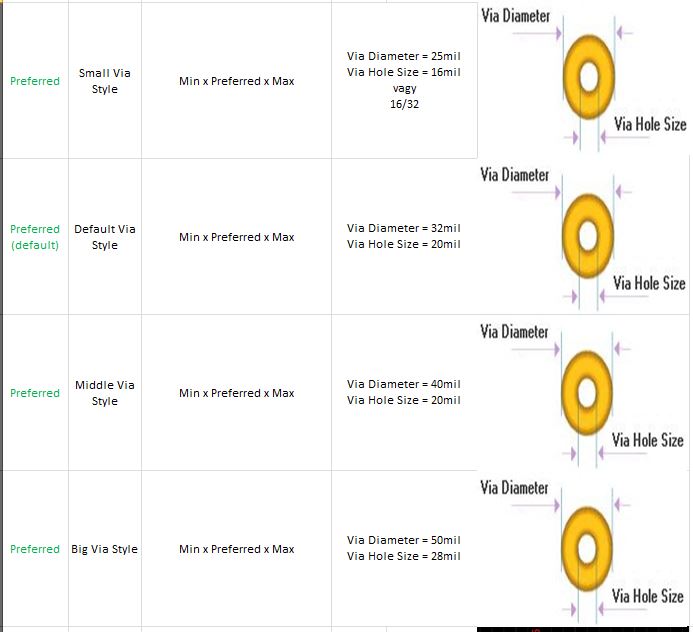 Preferred
Small Via
Style
Min x Preferred x Max
Via Diameter = 25mil
Via Hole Size = 16mil
vagy
16/32
Via Diameter
Via Hole Size
Preferred
(default)
Default Via
Style
Min x Preferred x Max
Via Diameter = 32mil
Via Hole Size = 20mil
Via Diameter
Via Hole Size
Preferred
Middle Via
Style
Min x Preferred x Max
Via Diameter = 40mil
Via Hole Size = 20mil
Via Diameter
Via Hole Size
Preferred
Big Via Style
Min x Preferred x Max
Via Diameter = 50mil
Via Hole Size = 28mil
Via Diameter
Via Hole Size